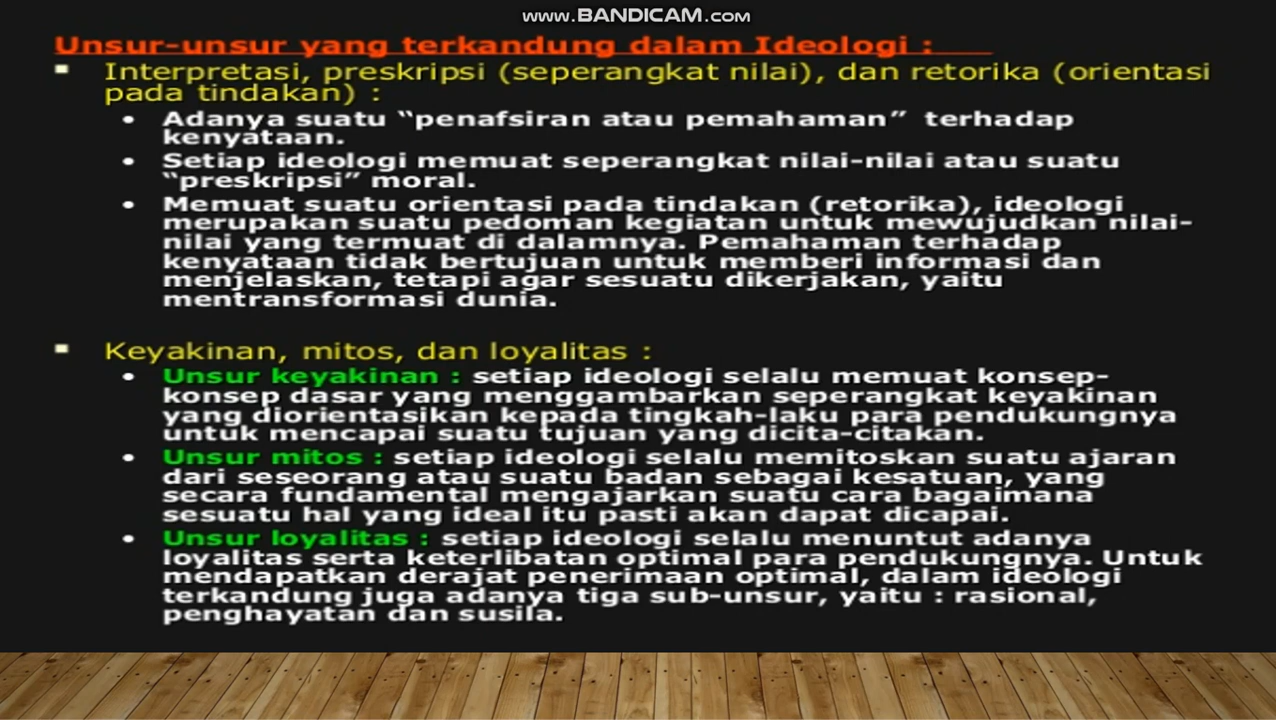 www.BANDICAM.com
Unsur-unsur yang terkandung dalam Ideologi :
Interpretasi, preskripsi (seperangkat nilai), dan retorika (orientasi
pada tindakan) :
• Adanya suatu “penafsiran atau pemahaman” terhadap
kenyataan.
• Setiap ideologi memuat seperangkat nilai-nilai atau suatu
“preskripsi” moral.
• Memuat suatu orientasi pada tindakan (retorika), ideologi
merupakan suatu pedoman kegiatan untuk mewujudkan nilai-
nilai yang termuat di dalamnya. Pemahaman terhadap
kenyataan tidak bertujuan untuk memberi informasi dan
menjelaskan, tetapi agar sesuatu dikerjakan, yaitu
mentransformasi dunia.
Keyakinan, mitos, dan loyalitas :
• Unsur keyakinan : setiap ideologi selalu memuat konsep-
konsep dasar yang menggambarkan seperangkat keyakinan
yang diorientasikan kepada tingkah-laku para pendukungnya
untuk mencapai suatu tujuan yang dicita-citakan.
• Unsur mitos : setiap ideologi selalu memitoskan suatu ajaran
dari seseorang atau suatu badan sebagai kesatuan, yang
secara fundamental mengajarkan suatu cara bagaimana
sesuatu hal yang ideal itu pasti akan dapat dicapai.
• Unsur loyalitas : setiap ideologi selalu menuntut adanya
loyalitas serta keterlibatan optimal para pendukungnya. Untuk
mendapatkan derajat penerimaan optimal, dalam ideologi
terkandung juga adanya tiga sub-unsur, yaitu : rasional,
penghayatan dan susila.